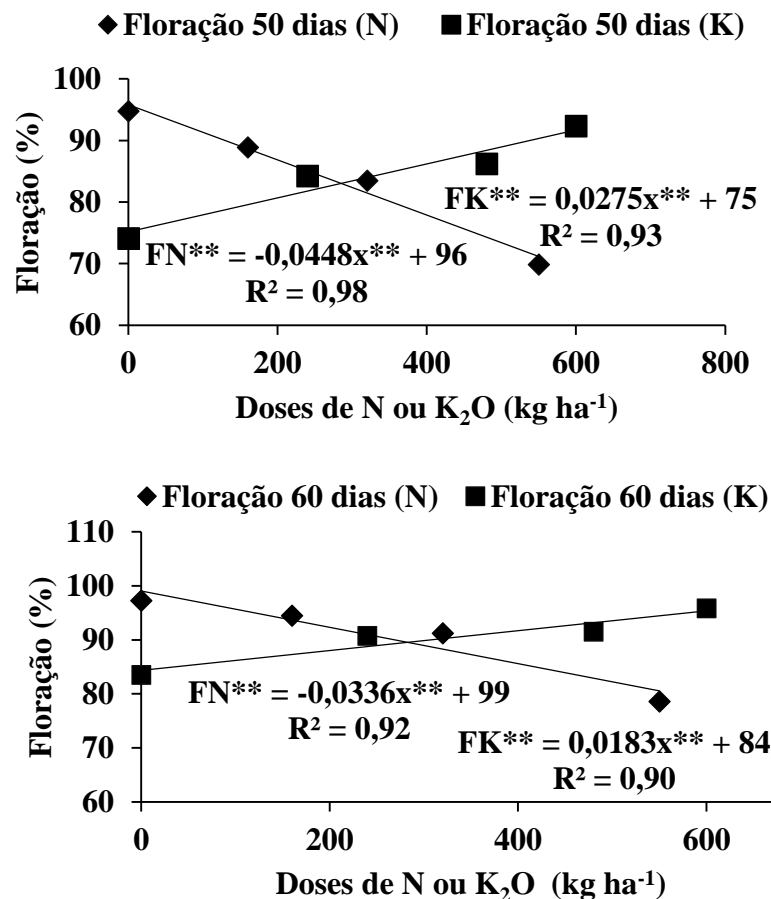 Floração 50 dias (N) Floração 50 dias (K)
100
90
80
70
60
Floração (%)
FK** = 0,0275x** + 75
R² = 0,93
FN** = -0,0448x** + 96
R² = 0,98
0 200 400 600 800
Doses de N ou K₂O (kg ha⁻¹)
Floração 60 dias (N) Floração 60 dias (K)
110
100
90
80
70
60
Floração (%)
FN** = -0,0336x** + 99
R² = 0,92
FK** = 0,0183x** + 84
R² = 0,90
0 200 400 600
Doses de N ou K₂O (kg ha⁻¹)